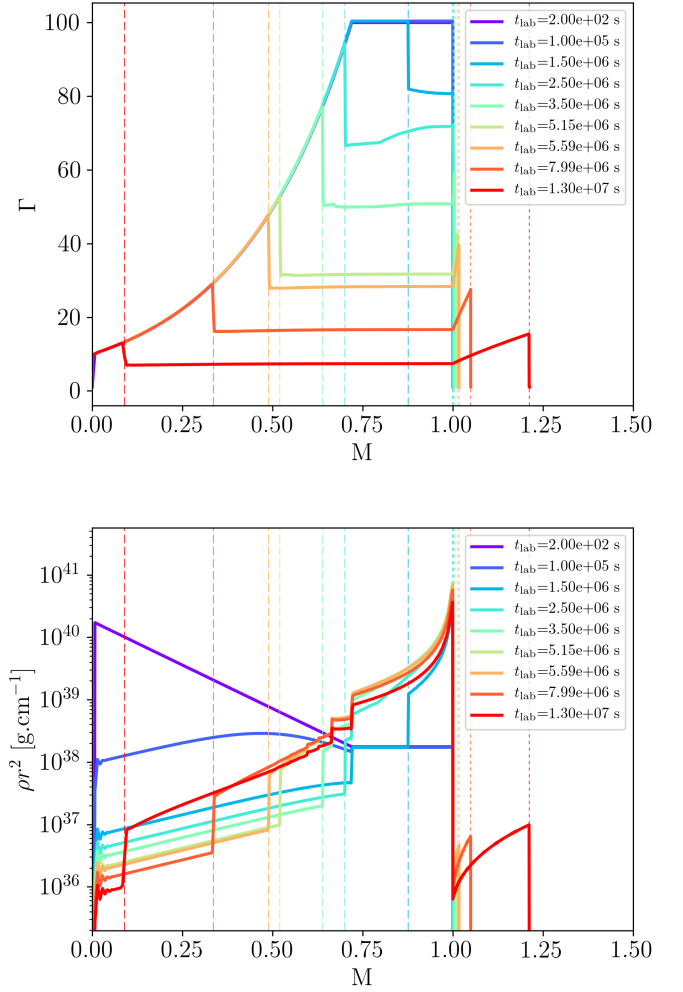 100
80
60
40
20
0
Γ
t_lab=2.00e+02 s
t_lab=1.00e+05 s
t_lab=1.50e+06 s
t_lab=2.50e+06 s
t_lab=3.50e+06 s
t_lab=5.15e+06 s
t_lab=5.59e+06 s
t_lab=7.99e+06 s
t_lab=1.30e+07 s
0.00 0.25 0.50 0.75 1.00 1.25 1.50
M
10^41
10^40
10^39
10^38
10^37
10^36
ρr² [g.cm⁻¹]
t_lab=2.00e+02 s
t_lab=1.00e+05 s
t_lab=1.50e+06 s
t_lab=2.50e+06 s
t_lab=3.50e+06 s
t_lab=5.15e+06 s
t_lab=5.59e+06 s
t_lab=7.99e+06 s
t_lab=1.30e+07 s
0.00 0.25 0.50 0.75 1.00 1.25 1.50
M